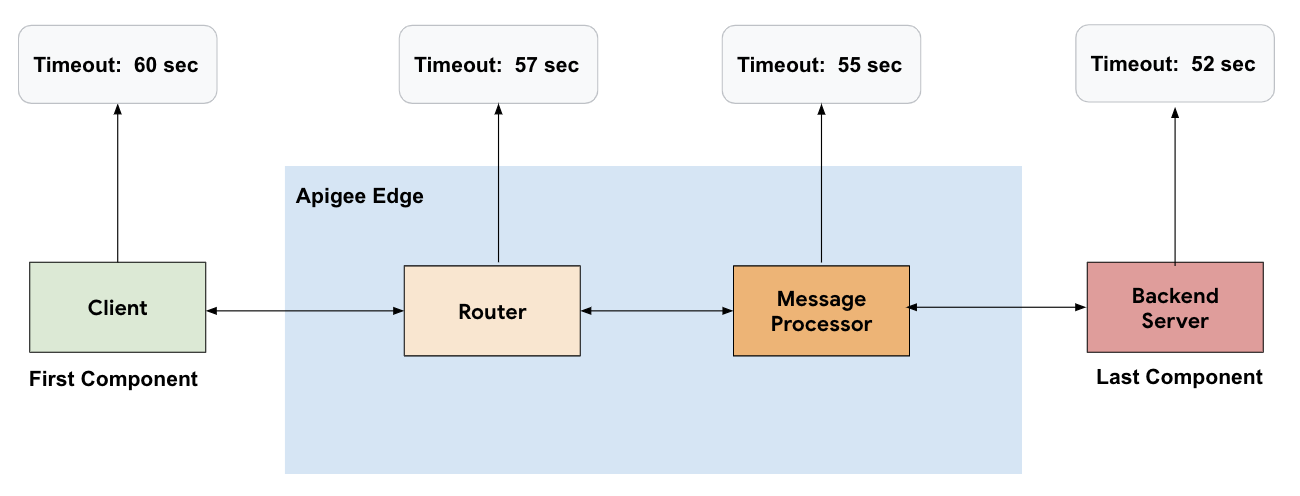 Timeout:  60 sec
Timeout:  57 sec
Timeout:  55 sec
Timeout:  52 sec
Apigee Edge
Client
Router
Message
Processor
Backend
Server
First Component
Last Component